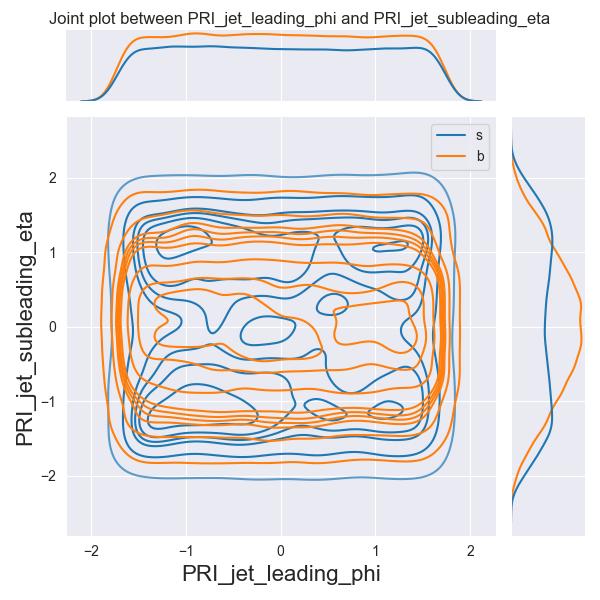 Joint plot between PRI_jet_leading_phi and PRI_jet_subleading_eta
s
b
PRI_jet_subleading_eta
2
1
0
−1
−2
−2
−1
0
1
2
PRI_jet_leading_phi